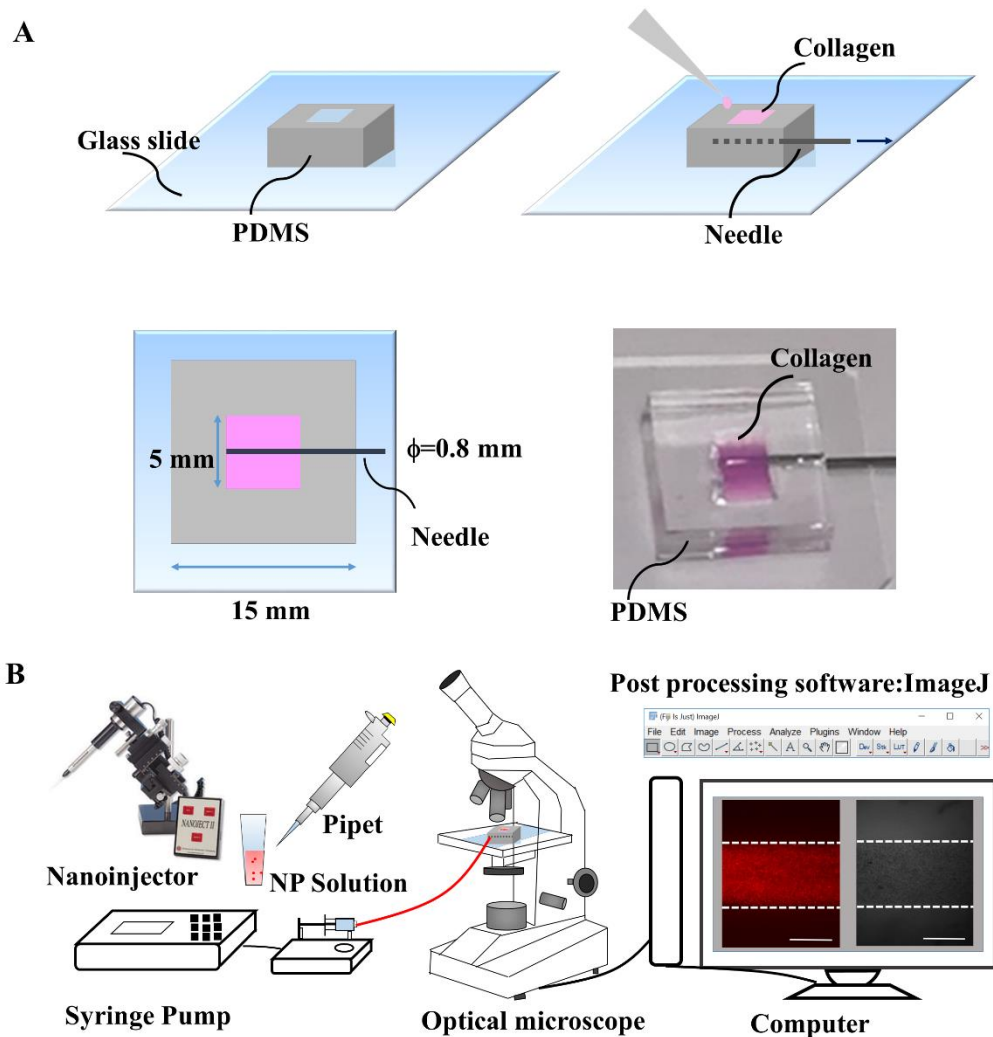 A
Collagen
Glass slide
PDMS
Needle
Collagen
5 mm
ϕ=0.8 mm
Needle
15 mm
PDMS
B
Post processing software:ImageJ
(Fiji Is Just) ImageJ
File Edit Image Process Analyze Plugins Window Help
A Dev Stk LUT >>
NANOJECT II
Pipet
Nanoinjector
NP Solution
Syringe Pump
Optical microscope
Computer